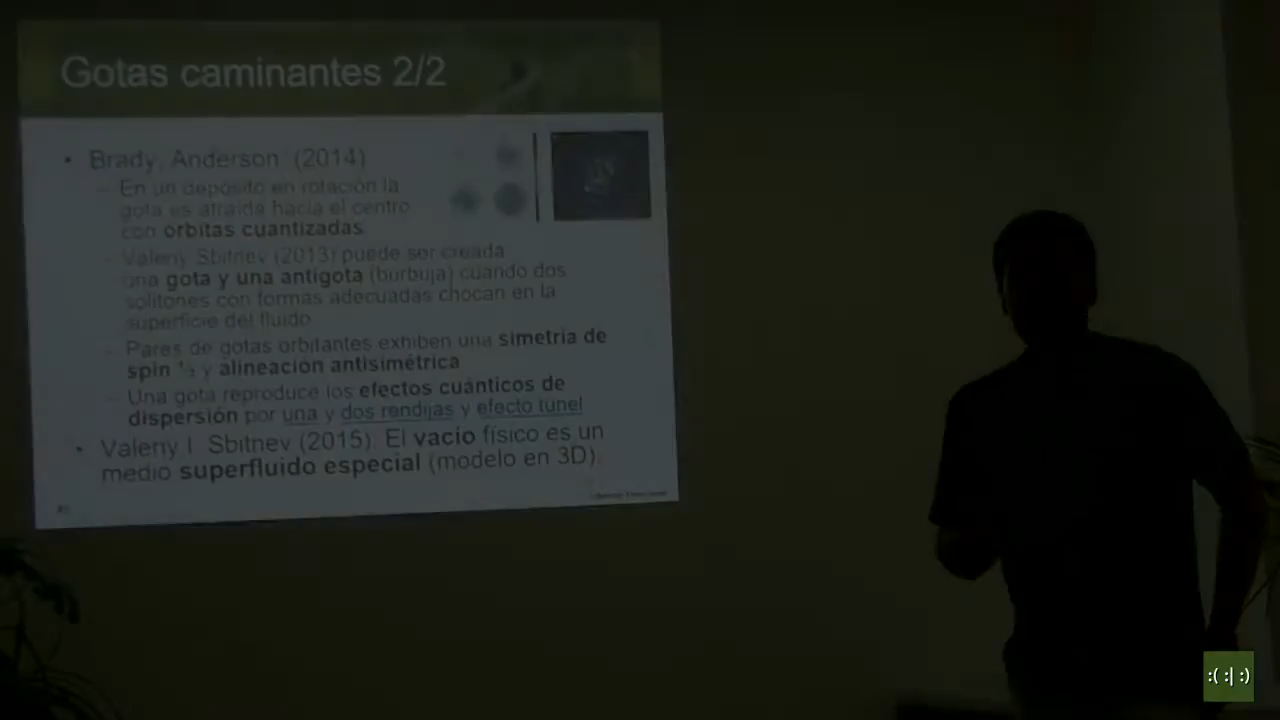 Gotas caminantes 2/2
• Brady, Anderson (2014)
– En un depósito en rotación la
gota es atraída hacia el centro
con orbitas cuantizadas.
– Valeriy Sbitnev (2013) puede ser creada
una gota y una antigota (burbuja) cuando dos
solitones con formas adecuadas chocan en la
superficie del fluido
– Pares de gotas orbitantes exhiben una simetría de
spin ½ y alineación antisimétrica
– Una gota reproduce los efectos cuánticos de
dispersión por una y dos rendijas y efecto túnel
• Valeriy I. Sbitnev (2015). El vacío físico es un
medio superfluido especial (modelo en 3D).
:( :| :)